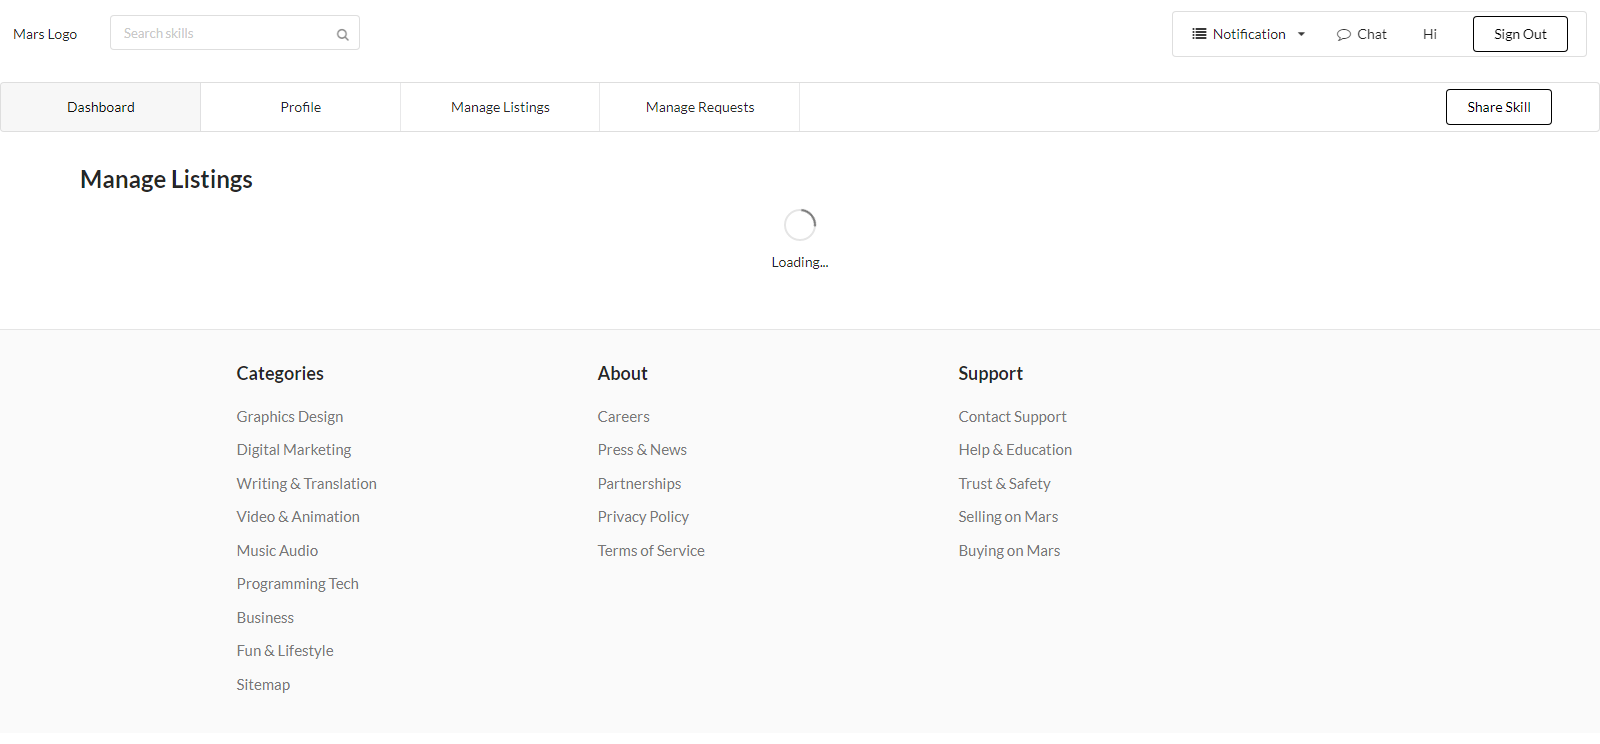 Mars Logo
Search skills
Notification
Chat
Hi
Sign Out
Dashboard
Profile
Manage Listings
Manage Requests
Share Skill
Manage Listings
Loading...
Categories
Graphics Design
Digital Marketing
Writing & Translation
Video & Animation
Music Audio
Programming Tech
Business
Fun & Lifestyle
Sitemap
About
Careers
Press & News
Partnerships
Privacy Policy
Terms of Service
Support
Contact Support
Help & Education
Trust & Safety
Selling on Mars
Buying on Mars